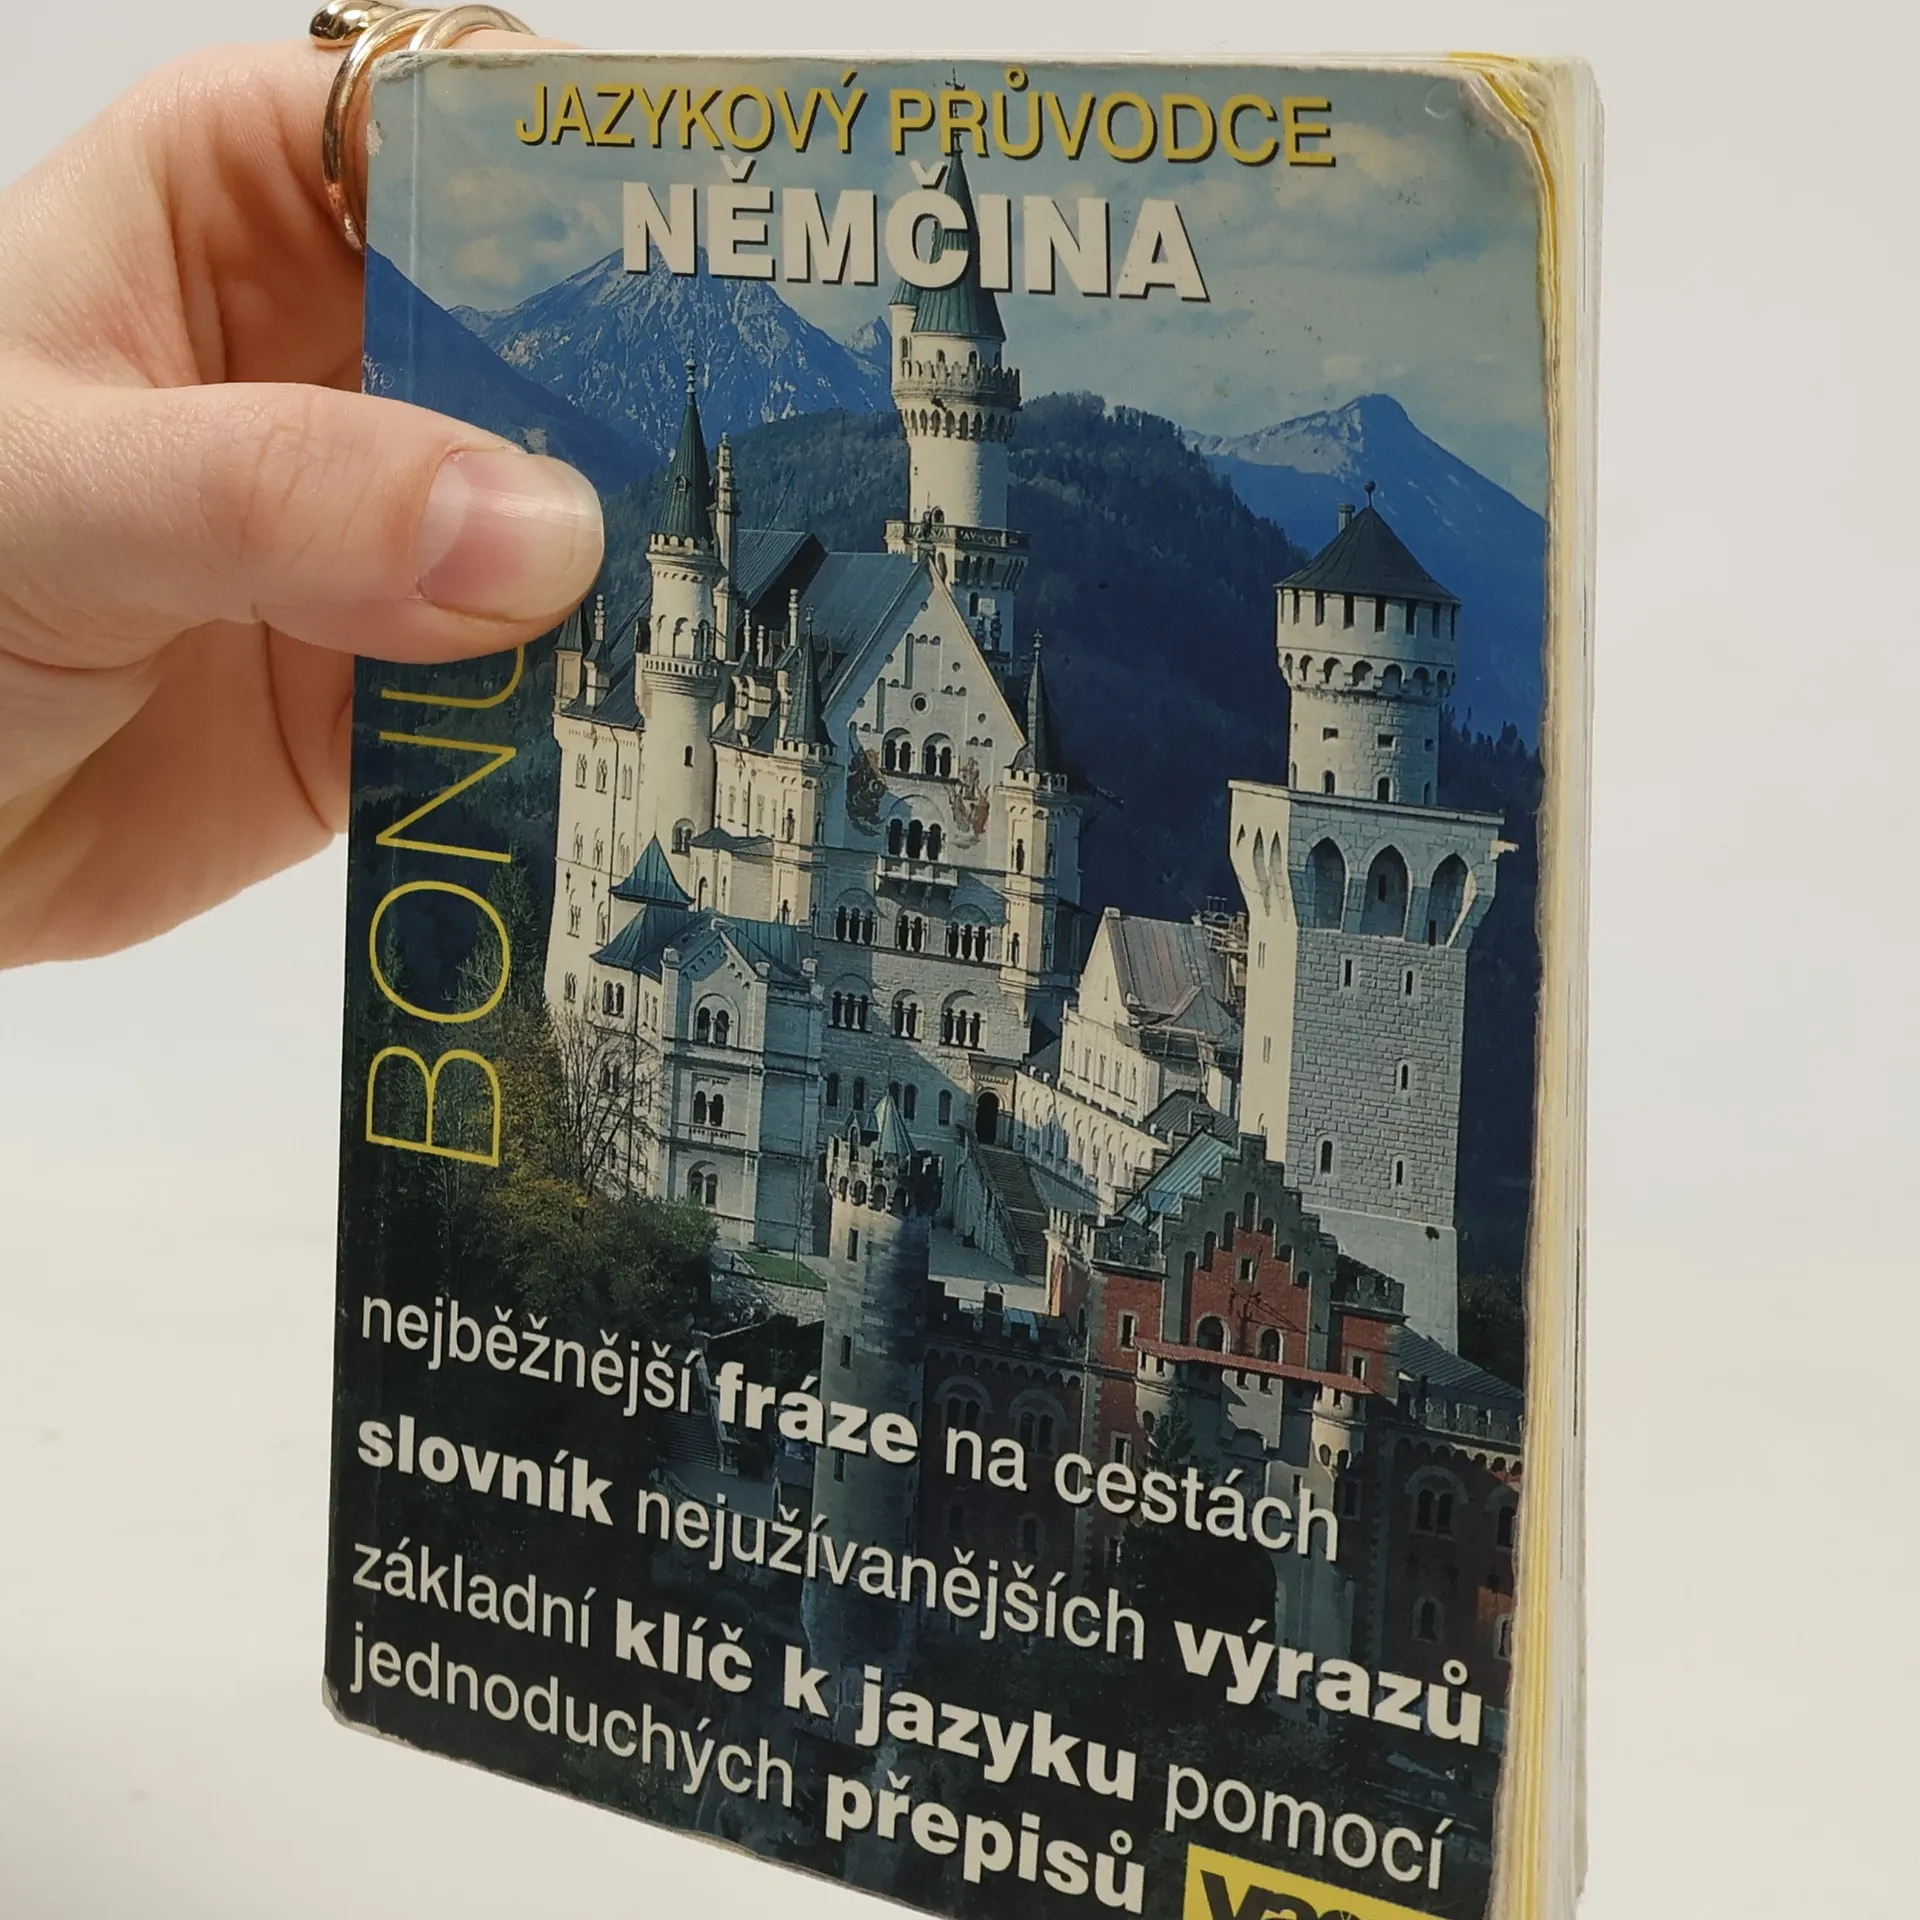 JAZYKOVÝ PRŮVODCE
NĚMČINA
nejběžnější fráze na cestách
slovník nejužívanějších výrazů
základní klíč k jazyku pomocí
jednoduchých přepisů